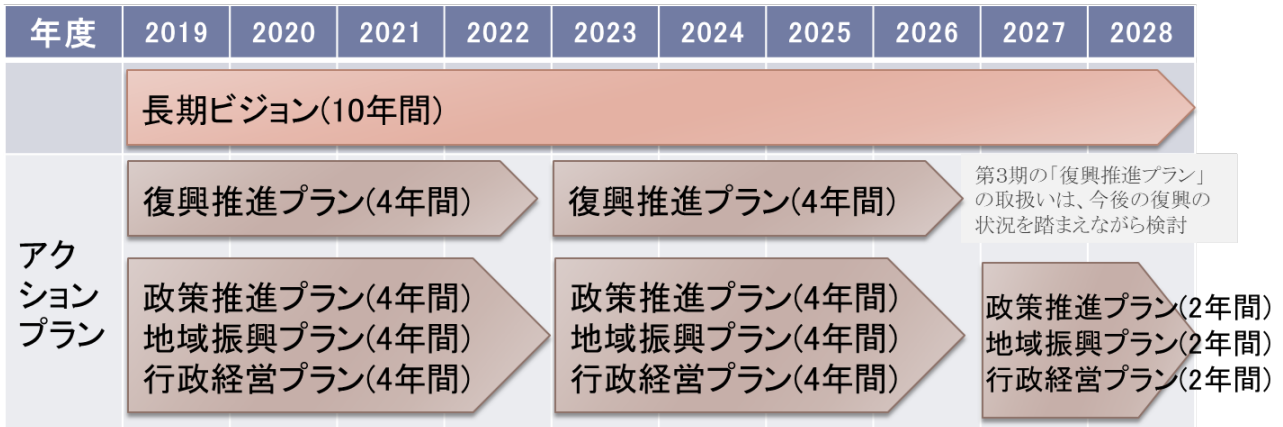 年度 2019 2020 2021 2022 2023 2024 2025 2026 2027 2028
長期ビジョン(10年間)
アク
ション
プラン
復興推進プラン(4年間)
復興推進プラン(4年間)
第3期の「復興推進プラン」
の取扱いは、今後の復興の
状況を踏まえながら検討
政策推進プラン(4年間)
地域振興プラン(4年間)
行政経営プラン(4年間)
政策推進プラン(4年間)
地域振興プラン(4年間)
行政経営プラン(4年間)
政策推進プラン(2年間)
地域振興プラン(2年間)
行政経営プラン(2年間)